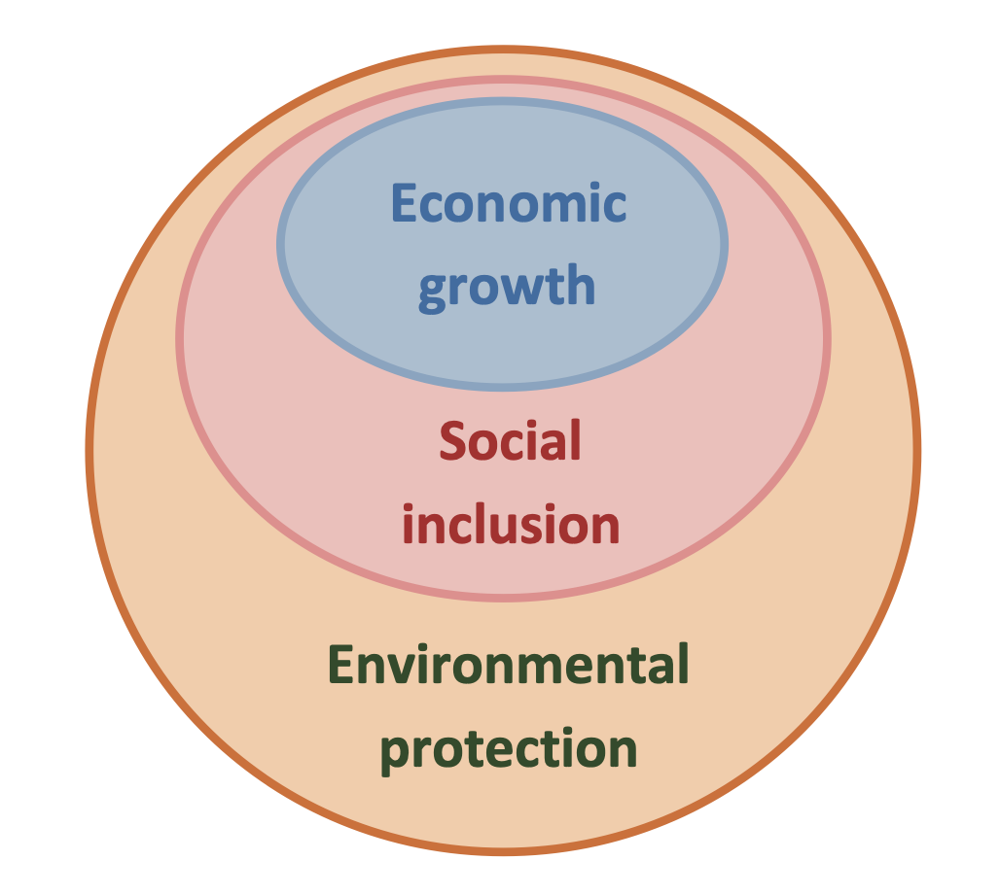 Economic
growth
Social
inclusion
Environmental
protection